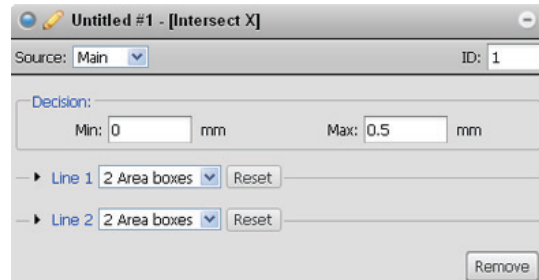 Untitled #1 - [Intersect X]
Source: Main ID: 1
Decision:
Min: 0 mm Max: 0.5 mm
Line 1 2 Area boxes Reset
Line 2 2 Area boxes Reset
Remove